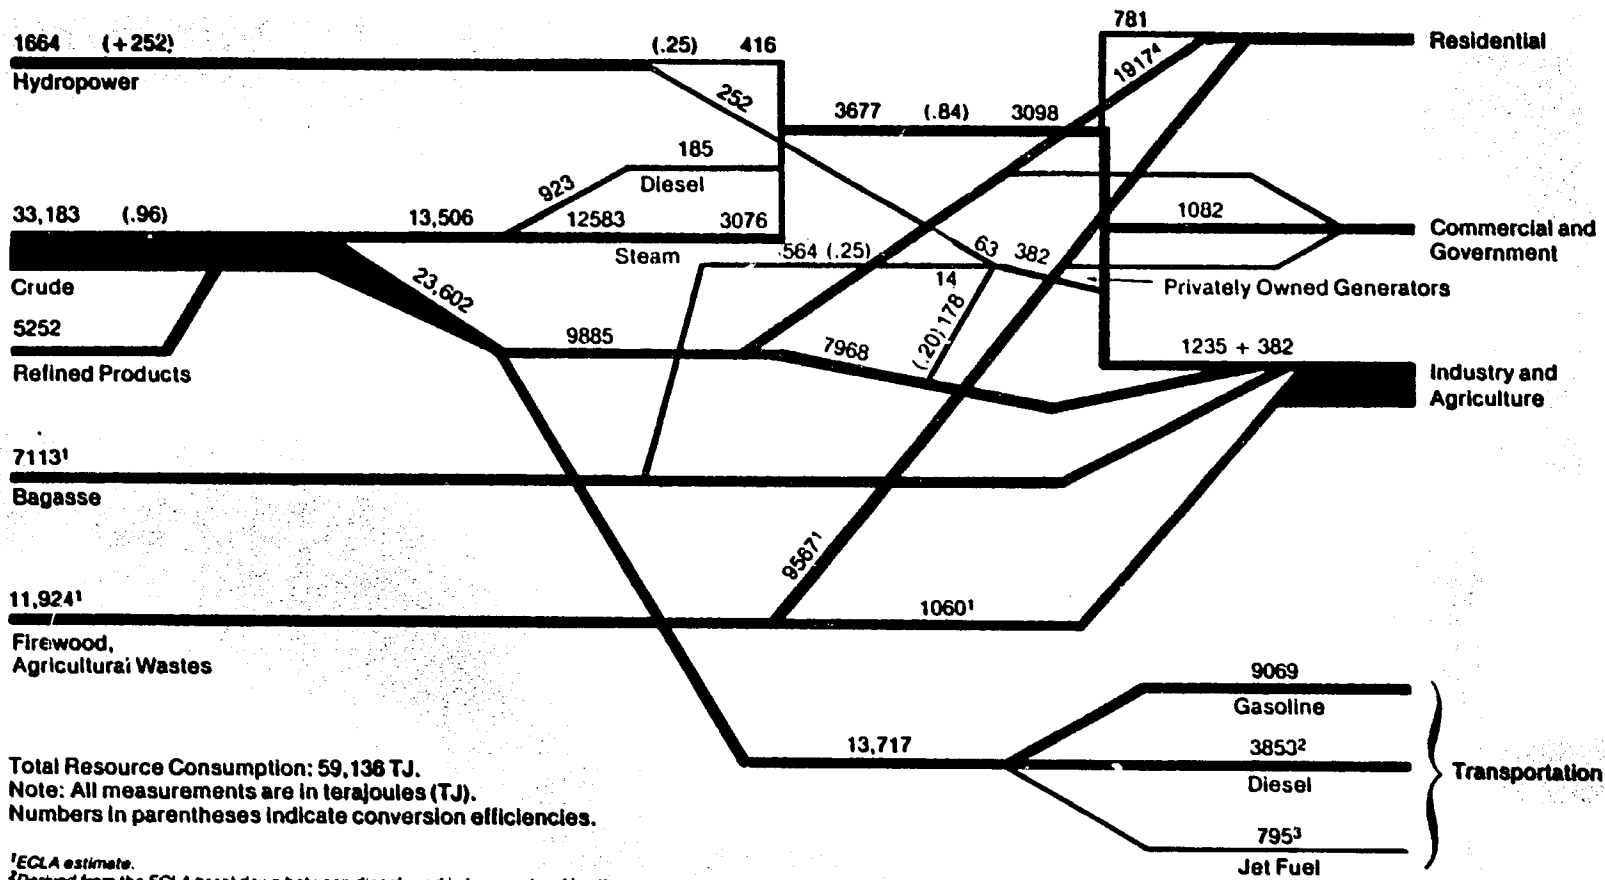 781
1664 (+252) (.25) 416
Residential
Hydropower
1917⁴
252
3677 (.84) 3098
185
923
Diesel
33,183 (.96) 13,506 12583 3076
1082
Steam
Commercial and
Government
564 (.25)
63 382
14
Crude
23,602
Privately Owned Generators
(.20) 178
5252
9885
7968
1235 + 382
Refined Products
Industry and
Agriculture
7113¹
Bagasse
9567¹
11,924¹
1060¹
Firewood,
Agricultural Wastes
9069
Gasoline
13,717
3853²
Diesel
Transportation
795³
Jet Fuel
Total Resource Consumption: 59,136 TJ.
Note: All measurements are in terajoules (TJ).
Numbers in parentheses indicate conversion efficiencies.
¹ECLA estimate.